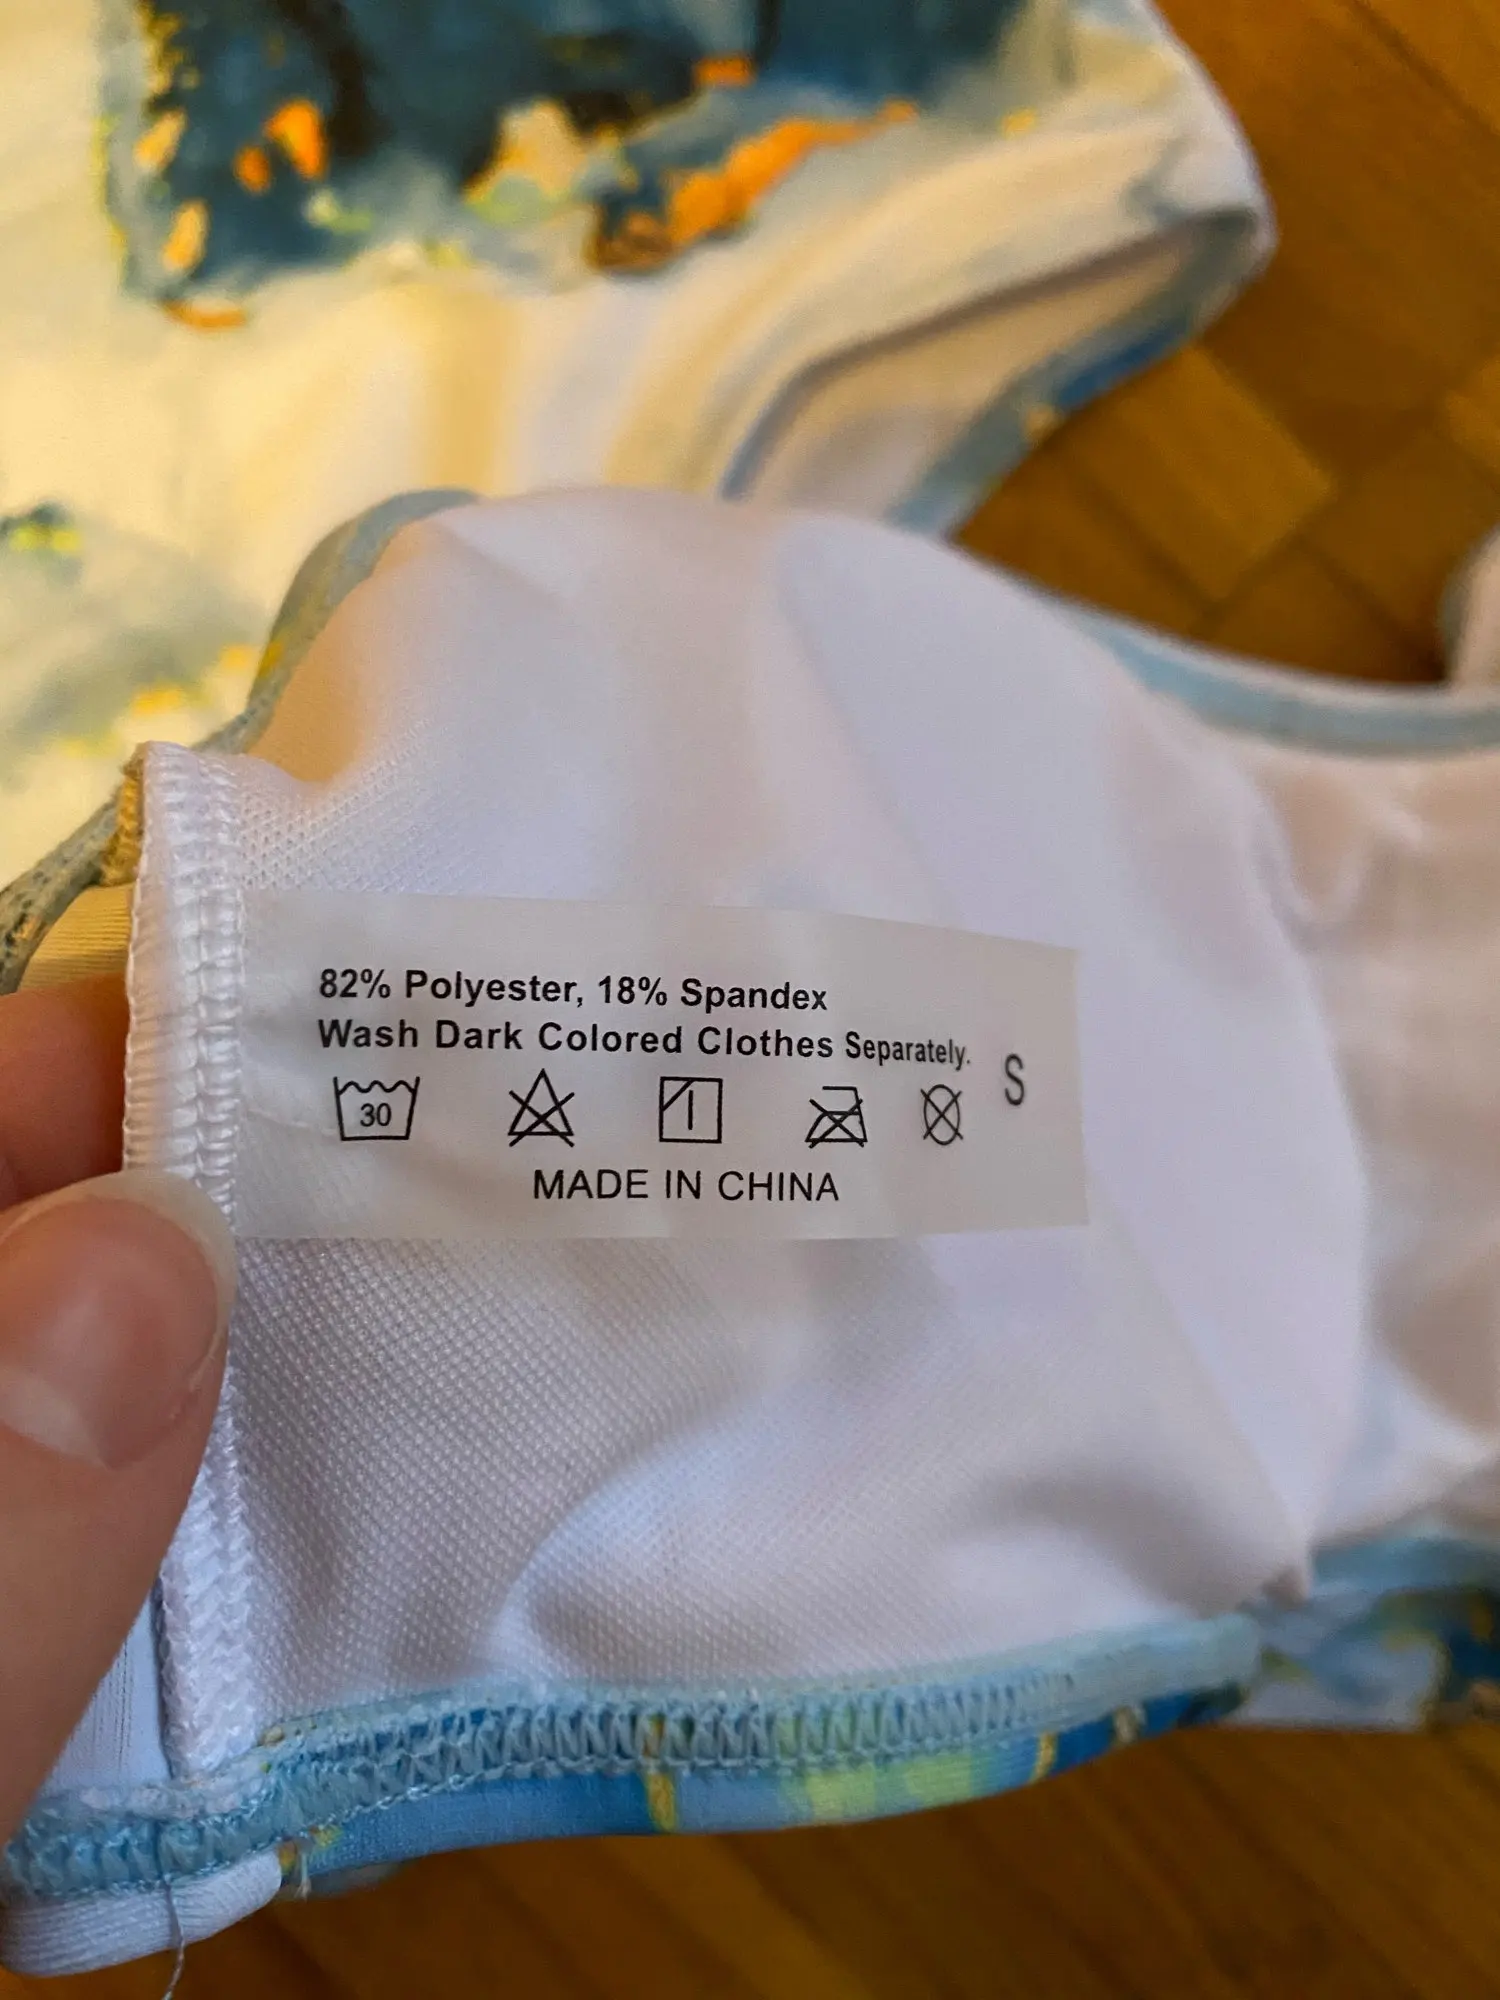 82% Polyester, 18% Spandex
Wash Dark Colored Clothes Separately.
30
S
MADE IN CHINA